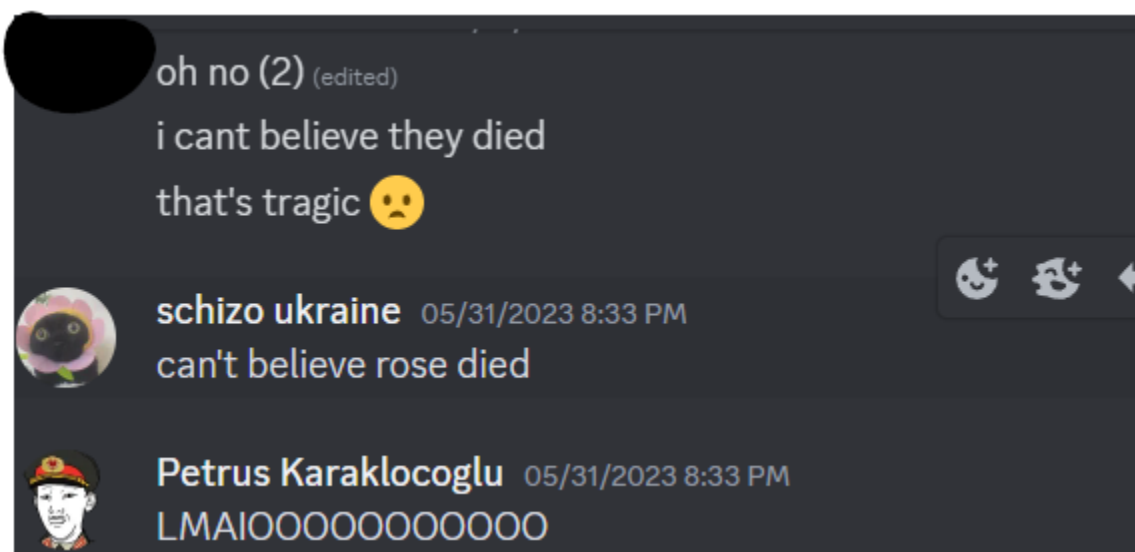 oh no (2) (edited)
i cant believe they died
that's tragic
schizo ukraine 05/31/2023 8:33 PM
can't believe rose died
Petrus Karaklocoglu 05/31/2023 8:33 PM
LMAIOOOOOOOOOOOO